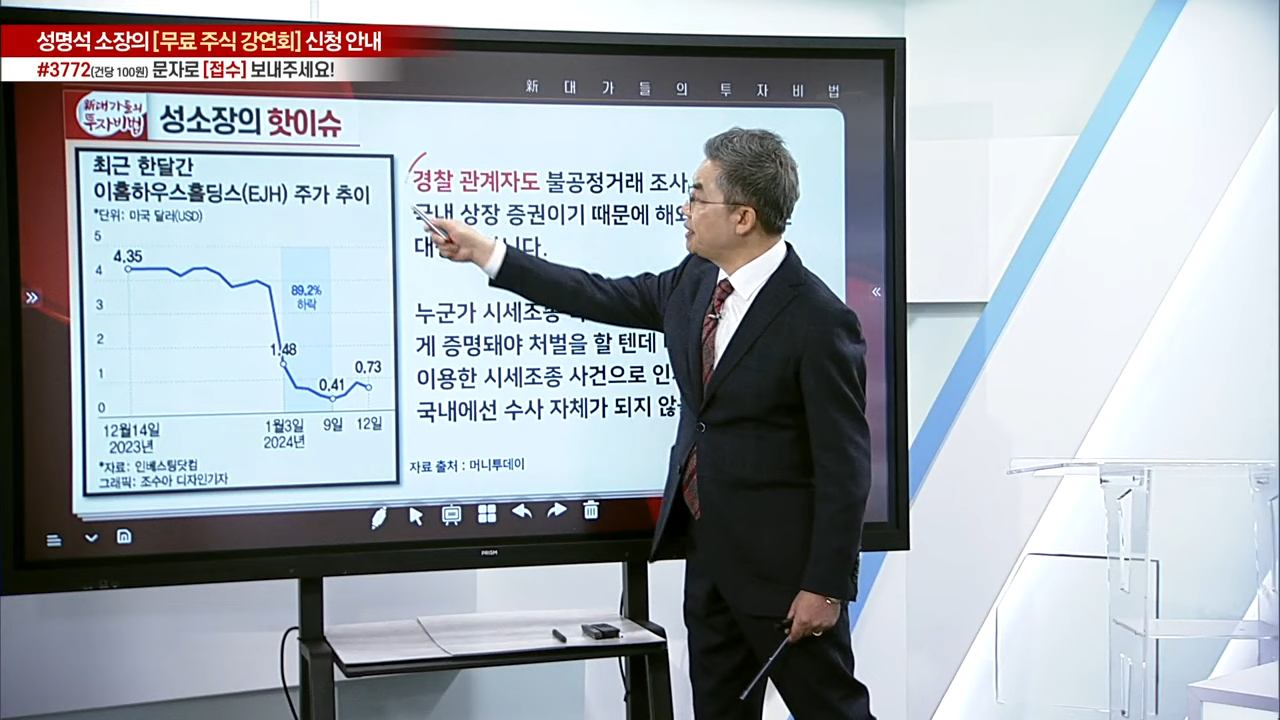 성명석 소장의 [무료 주식 강연회] 신청 안내
#3772(건당 100원) 문자로 [접수] 보내주세요!
新 대 가 들 의 투 자 비 법
新대가들의
투자비법
성소장의 핫이슈
최근 한달간
이홈하우스홀딩스(EJH) 주가 추이
*단위: 미국 달러(USD)
5
4
3
2
1
0
4.35
89.2%
하락
1.48
0.41
0.73
12월14일
2023년
1월3일
2024년
9일
12일
*자료: 인베스팅닷컴
그래픽: 조수아 디자인기자
경찰 관계자도 불공정거래 조사
국내 상장 증권이기 때문에
누군가 시세조종
게 증명돼야 처벌을 할 텐데
이용한 시세조종 사건으로
국내에선 수사 자체가 되지
자료 출처 : 머니투데이
PRISM